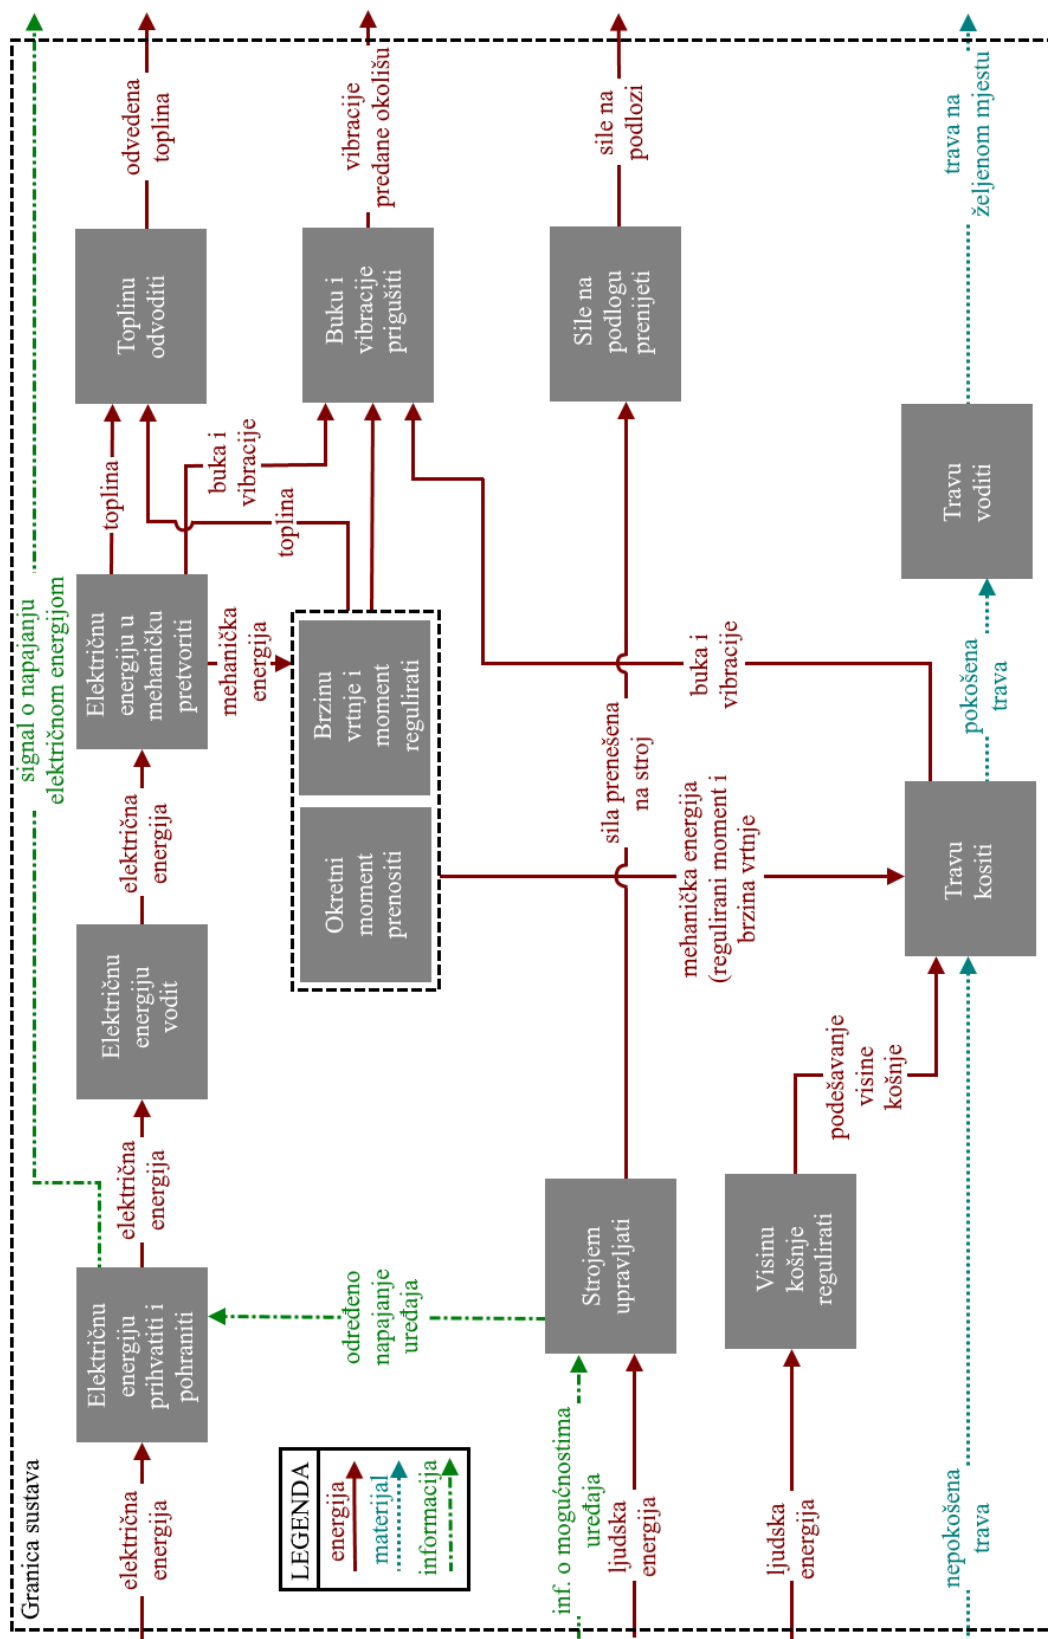 Granica sustava
signal o napajanju
električnom energijom
električna
energija
Električnu
energiju
prihvatiti i
pohraniti
električna
energija
Električnu
energiju
vodit
električna
energija
Električnu
energiju u
mehaničku
pretvoriti
toplina
Toplinu
odvoditi
odvedena
toplina
buka i
vibracije
mehanička
energija
toplina
Okretni
moment
prenositi
Brzinu
vrtnje i
moment
regulirati
Buku i
vibracije
prigušiti
vibracije
predane okolišu
LEGENDA
energija
materijal
informacija
određeno
napajanje
uređaja
inf. o mogućnostima
uređaja
ljudska
energija
Strojem
upravljati
sila prenešena
na stroj
Sile na
podlogu
prenijeti
sile na
podlozi
mehanička energija
(regulirani moment i
brzina vrtnje
buka i
vibracije
ljudska
energija
Visinu
košnje
regulirati
podešavanje
visine
košnje
nepokošena
trava
Travu
kositi
pokošena
trava
Travu
voditi
trava na
željenom mjestu